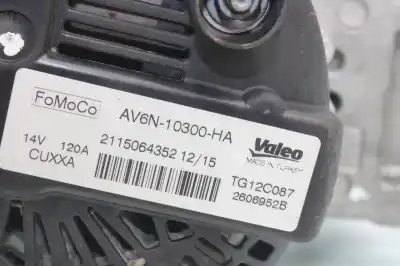 FoMoCo
AV6N-10300-HA
Valeo
MADE IN TURKEY
14V 120A
CUXXA
2115064352 12/15
TG12C087
2606952B